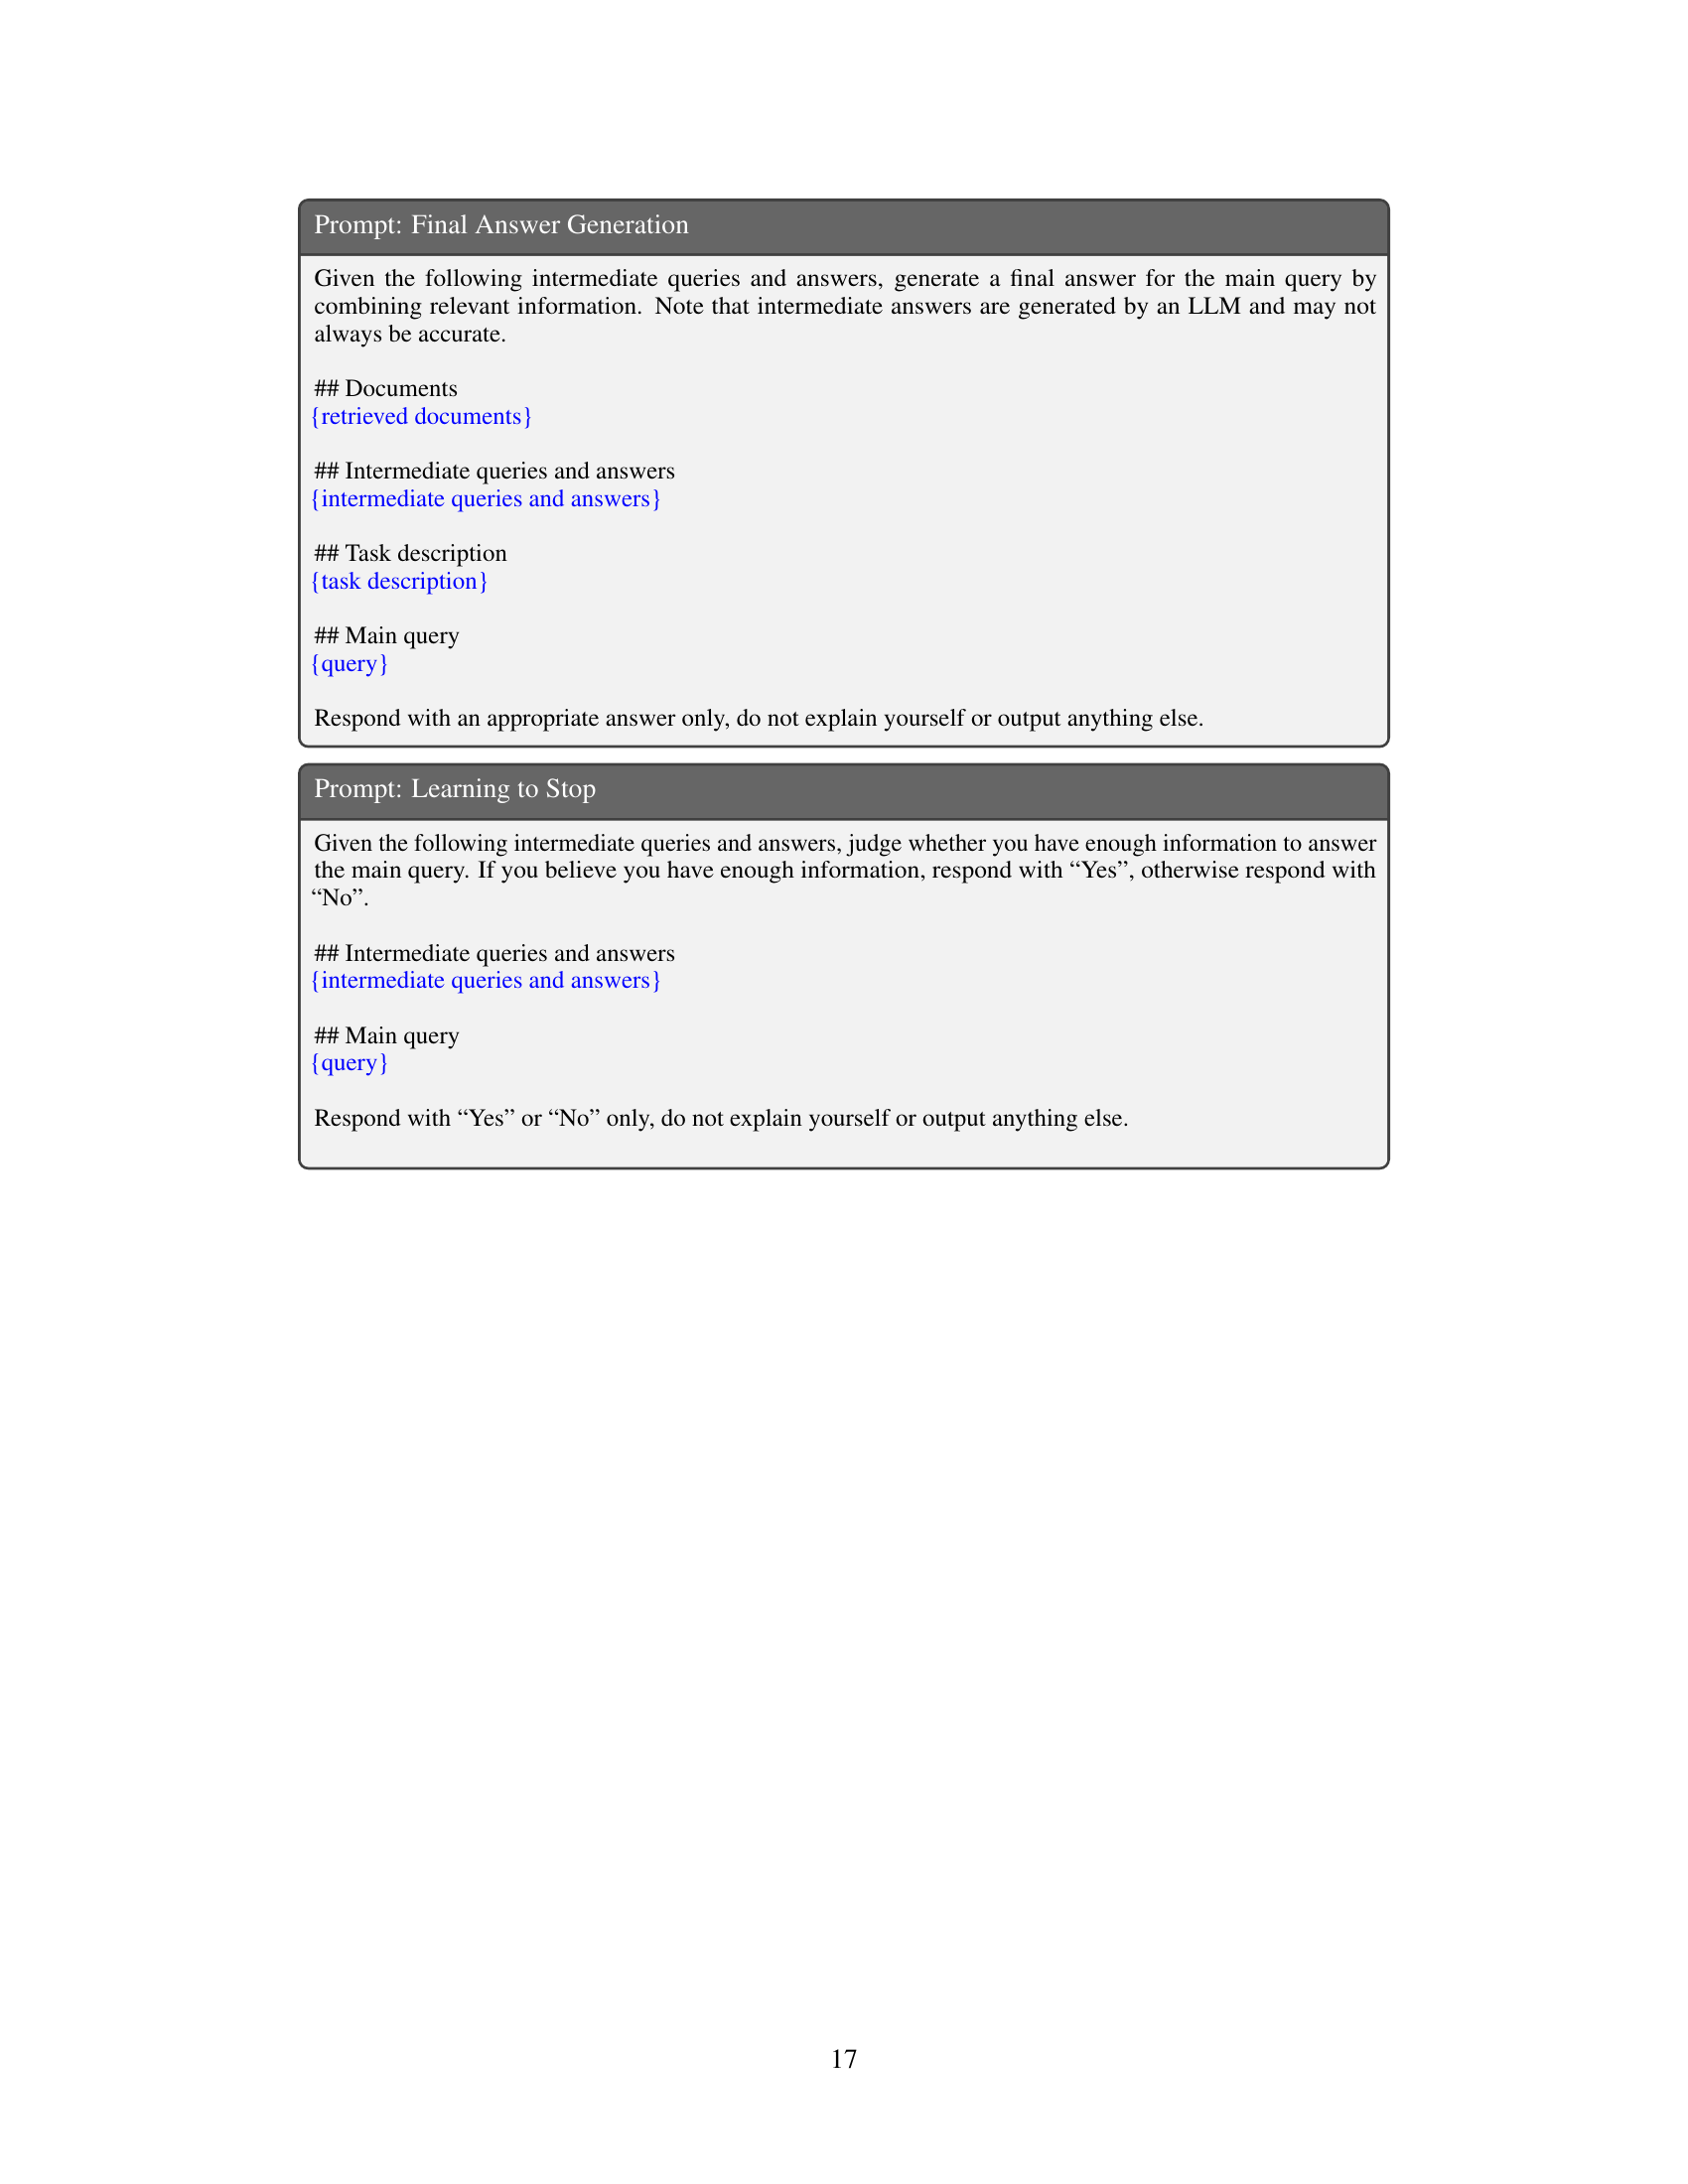 Prompt: Final Answer Generation
Given the following intermediate queries and answers, generate a final answer for the main query by
combining relevant information. Note that intermediate answers are generated by an LLM and may not
always be accurate.
## Documents
{retrieved documents}
## Intermediate queries and answers
{intermediate queries and answers}
## Task description
{task description}
## Main query
{query}
Respond with an appropriate answer only, do not explain yourself or output anything else.
Prompt: Learning to Stop
Given the following intermediate queries and answers, judge whether you have enough information to answer
the main query. If you believe you have enough information, respond with “Yes”, otherwise respond with
“No”.
## Intermediate queries and answers
{intermediate queries and answers}
## Main query
{query}
Respond with “Yes” or “No” only, do not explain yourself or output anything else.
17